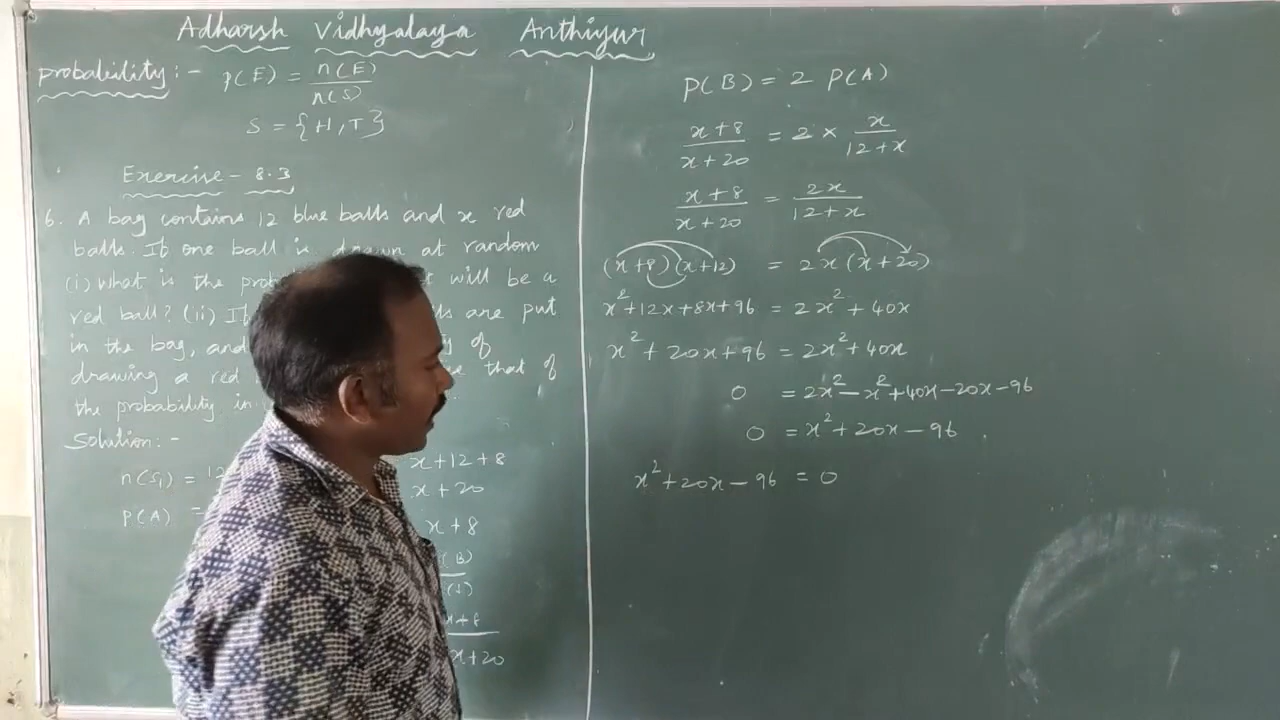 Adharsh Vidhyalaya Anthiyur
probability:- P(E) = n(E)/n(S)
S = {H,T}
Exercise - 8.3
6. A bag contains 12 blue balls and x red
balls. If one ball is drawn at random
(i) what is the will be a
red ball? (ii) If are put
in the bag, and of
drawing a red that of
the probability in
Solution:-
n(S₁) =
P(A) =
x+12+8
x+20
x+8
(B)
x+8
x+20
P(B) = 2 P(A)
x+8/x+20 = 2 × x/12+x
x+8/x+20 = 2x/12+x
(x+8)(x+12) = 2x(x+20)
x²+12x+8x+96 = 2x²+40x
x²+20x+96 = 2x²+40x
0 = 2x²-x²+40x-20x-96
0 = x²+20x-96
x²+20x-96 = 0